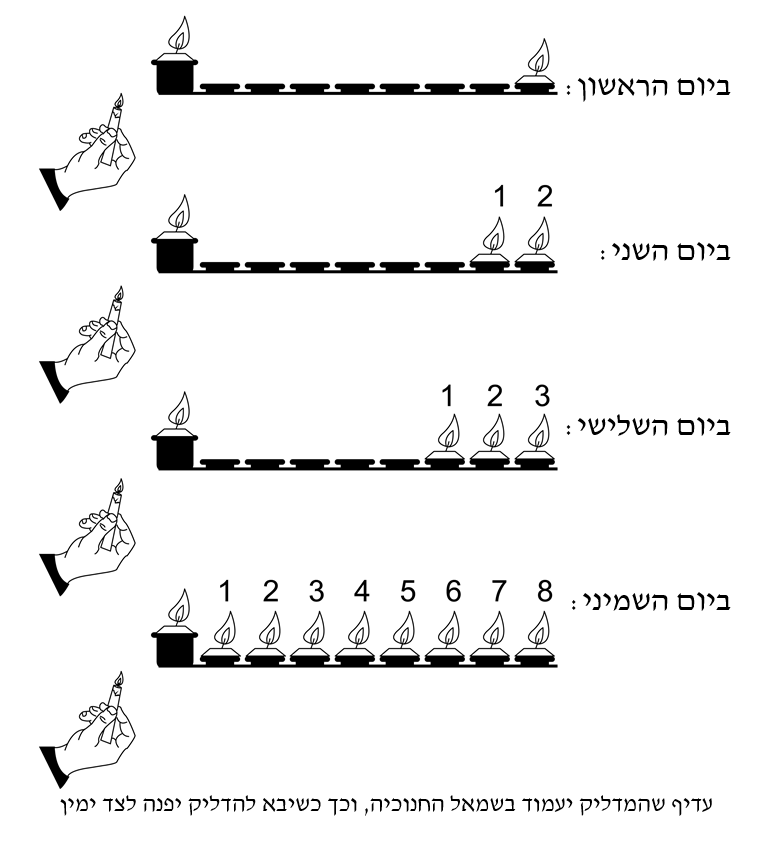 ביום הראשון :
1 2
ביום השני :
1 2 3
ביום השלישי :
1 2 3 4 5 6 7 8
ביום השמיני :
עדיף שהמדליק יעמוד בשמאל החנוכיה, וכך כשיבא להדליק יפנה לצד ימין